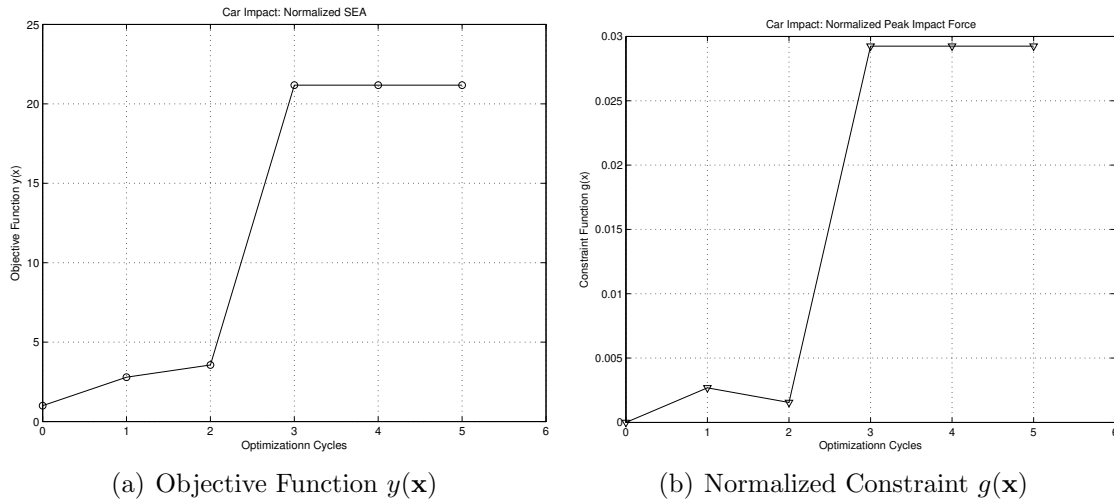 Car Impact: Normalized SEA
25
20
15
10
5
0
0 1 2 3 4 5 6
Objective Function y(x)
Optimizationn Cycles
(a) Objective Function y(x)
Car Impact: Normalized Peak Impact Force
0.03
0.025
0.02
0.015
0.01
0.005
0
0 1 2 3 4 5 6
Constraint Function g(x)
Optimizationn Cycles
(b) Normalized Constraint g(x)